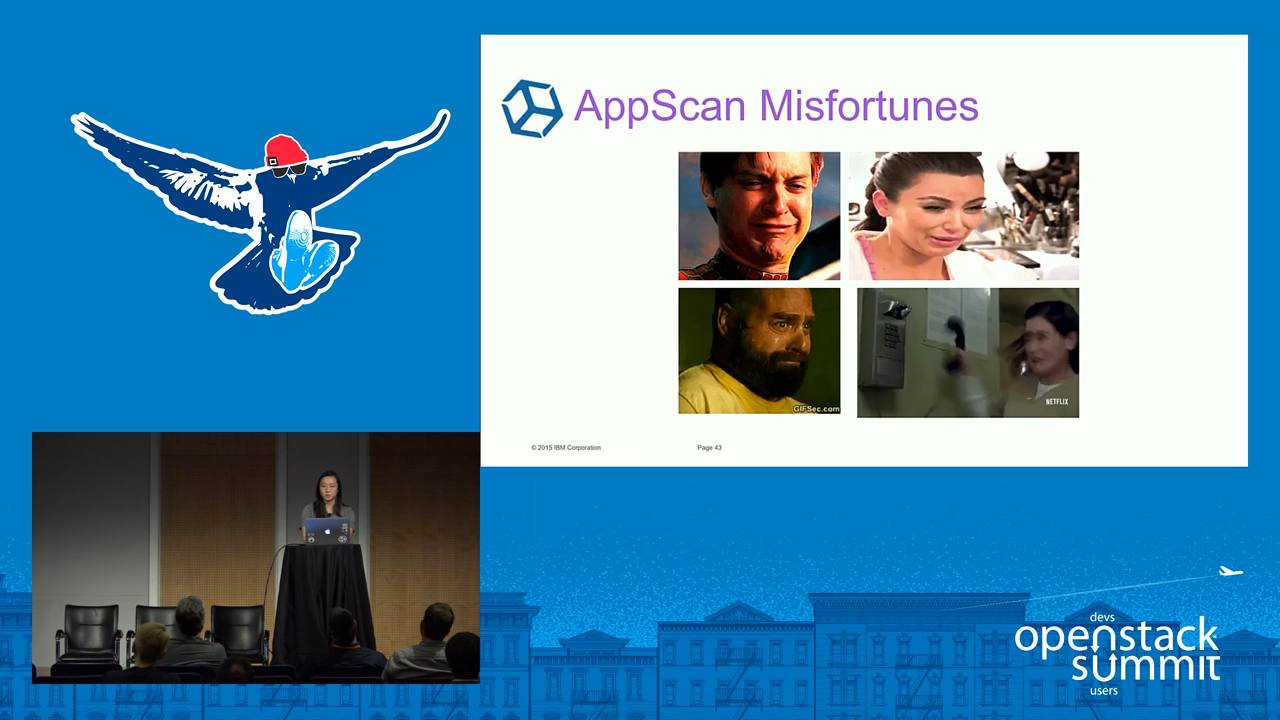 AppScan Misfortunes
GIFSec.com
NETFLIX
© 2015 IBM Corporation
Page 43
devs
openstack
summit
users